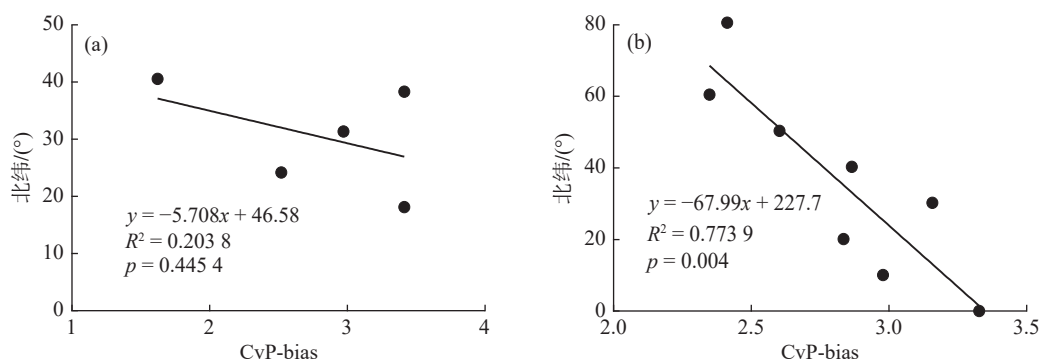 (a)
50
40
30
20
10
0
北纬/(°)
y = −5.708x + 46.58
R² = 0.203 8
p = 0.445 4
1
2
3
4
CvP-bias
(b)
80
60
40
20
0
北纬/(°)
y = −67.99x + 227.7
R² = 0.773 9
p = 0.004
2.0
2.5
3.0
3.5
CvP-bias